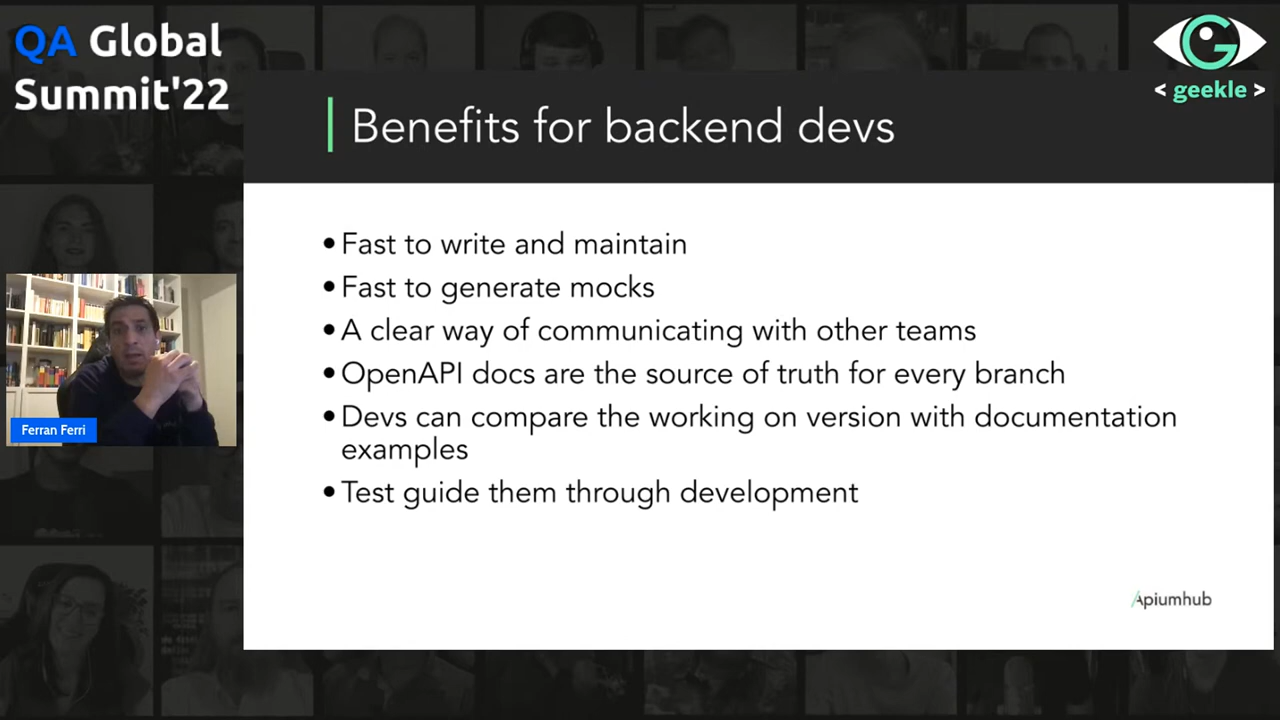 QA Global
Summit'22
< geekle >
Benefits for backend devs
• Fast to write and maintain
• Fast to generate mocks
• A clear way of communicating with other teams
• OpenAPI docs are the source of truth for every branch
• Devs can compare the working on version with documentation
examples
• Test guide them through development
Ferran Ferri
Apiumhub